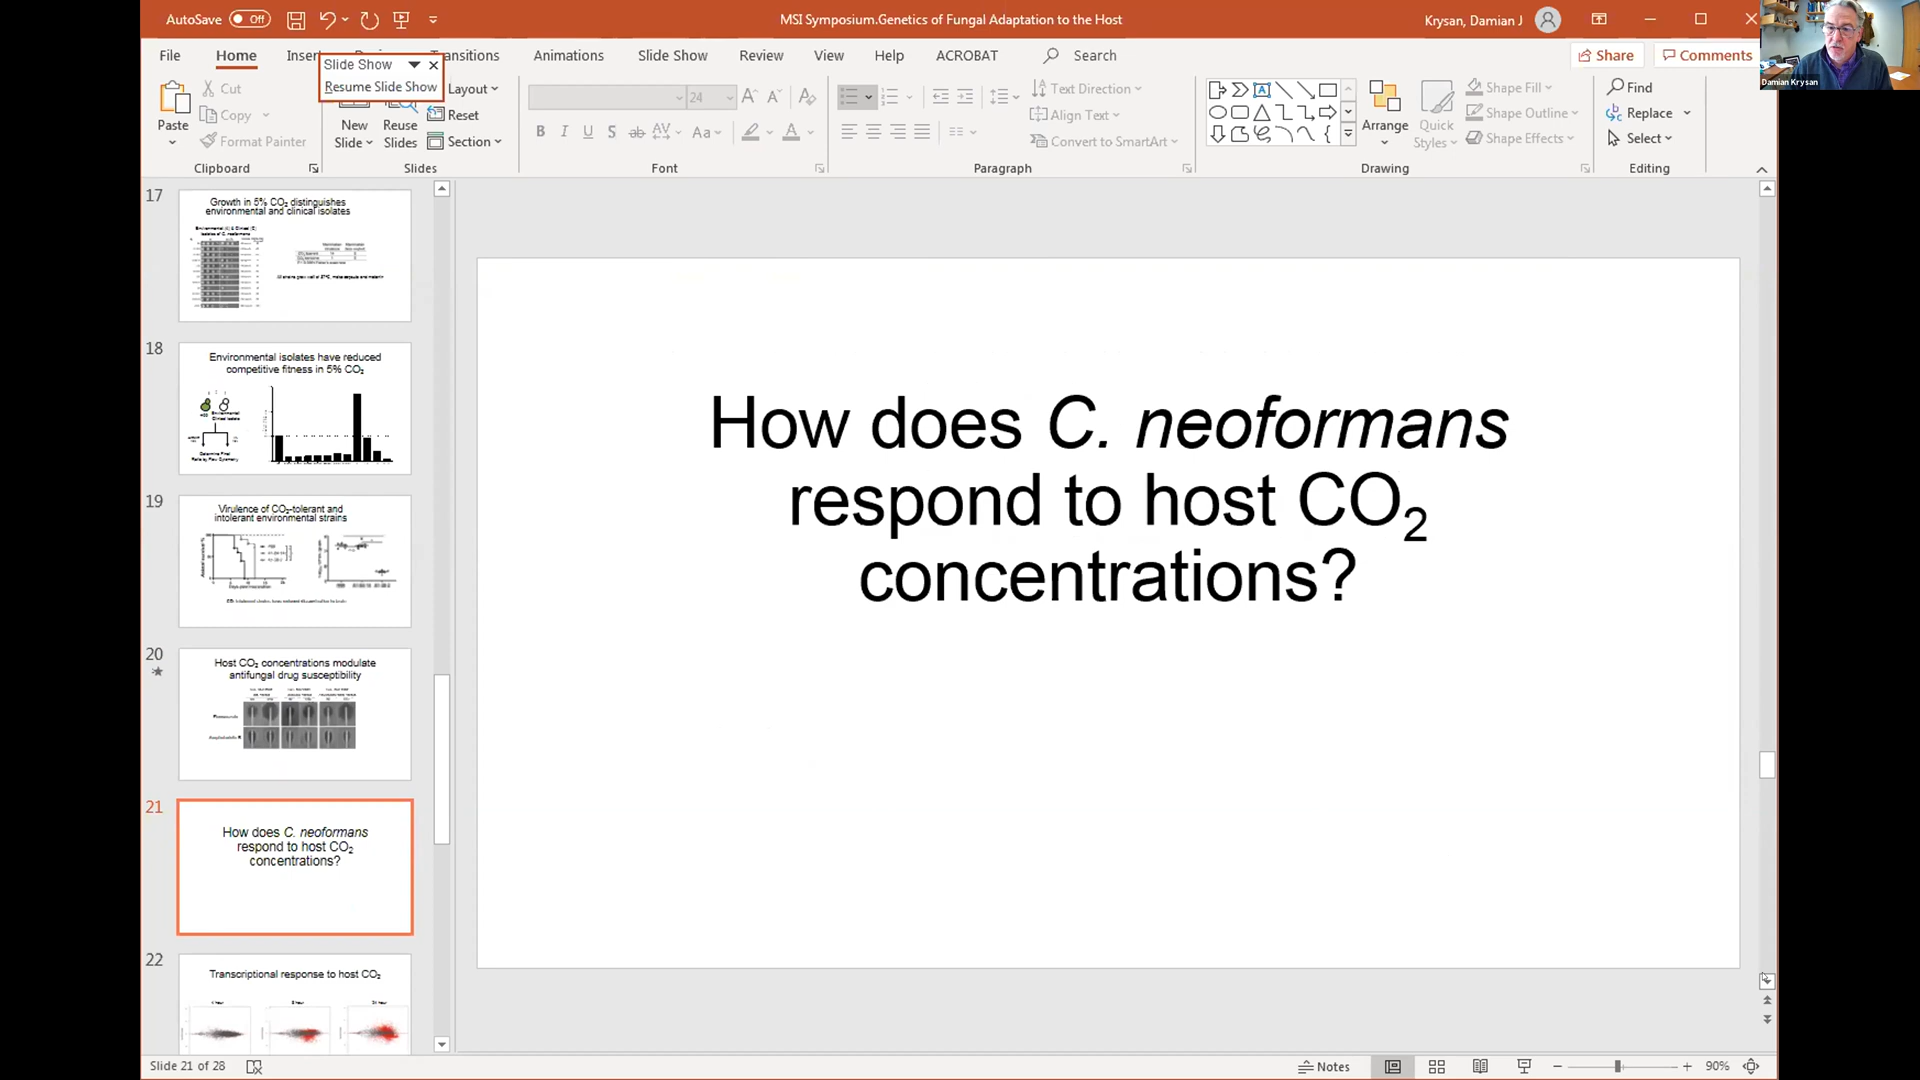 AutoSave Off
MSI Symposium.Genetics of Fungal Adaptation to the Host
Krysan, Damian J
File Home Insert Transitions Animations Slide Show Review View Help ACROBAT Search
Share Comments
Slide Show
Resume Slide Show
Paste
Cut
Copy
Format Painter
Clipboard
New Slide
Reuse Slides
Layout
Reset
Section
Slides
24
B I U S ab AV Aa A
Font
Text Direction
Align Text
Convert to SmartArt
Paragraph
Arrange
Quick Styles
Shape Fill
Shape Outline
Shape Effects
Drawing
Find
Replace
Select
Editing
Damian Krysan
17
Growth in 5% CO₂ distinguishes
environmental and clinical isolates
18
Environmental isolates have reduced
competitive fitness in 5% CO₂
19
Virulence of CO₂-tolerant and
intolerant environmental strains
20
Host CO₂ concentrations modulate
antifungal drug susceptibility
21
How does C. neoformans
respond to host CO₂
concentrations?
22
Transcriptional response to host CO₂
How does C. neoformans
respond to host CO₂
concentrations?
Slide 21 of 28
Notes
90%